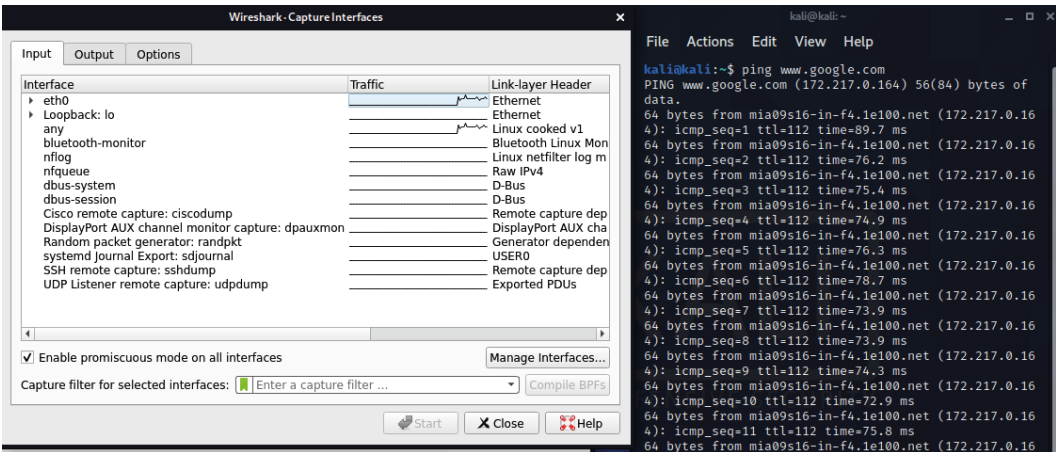 Wireshark · Capture Interfaces
Input Output Options
Interface Traffic Link-layer Header
eth0 Ethernet
Loopback: lo Ethernet
any Linux cooked v1
bluetooth-monitor Bluetooth Linux Mon
nflog Linux netfilter log m
nfqueue Raw IPv4
dbus-system D-Bus
dbus-session D-Bus
Cisco remote capture: ciscodump Remote capture dep
DisplayPort AUX channel monitor capture: dpauxmon DisplayPort AUX cha
Random packet generator: randpkt Generator dependen
systemd Journal Export: sdjournal USER0
SSH remote capture: sshdump Remote capture dep
UDP Listener remote capture: udpdump Exported PDUs
Enable promiscuous mode on all interfaces Manage Interfaces...
Capture filter for selected interfaces: Enter a capture filter ... Compile BPFs
Start Close Help
kali@kali: ~
File Actions Edit View Help
kali@kali:~$ ping www.google.com
PING www.google.com (172.217.0.164) 56(84) bytes of
data.
64 bytes from mia09s16-in-f4.1e100.net (172.217.0.16
4): icmp_seq=1 ttl=112 time=89.7 ms
64 bytes from mia09s16-in-f4.1e100.net (172.217.0.16
4): icmp_seq=2 ttl=112 time=76.2 ms
64 bytes from mia09s16-in-f4.1e100.net (172.217.0.16
4): icmp_seq=3 ttl=112 time=75.4 ms
64 bytes from mia09s16-in-f4.1e100.net (172.217.0.16
4): icmp_seq=4 ttl=112 time=74.9 ms
64 bytes from mia09s16-in-f4.1e100.net (172.217.0.16
4): icmp_seq=5 ttl=112 time=76.3 ms
64 bytes from mia09s16-in-f4.1e100.net (172.217.0.16
4): icmp_seq=6 ttl=112 time=78.7 ms
64 bytes from mia09s16-in-f4.1e100.net (172.217.0.16
4): icmp_seq=7 ttl=112 time=73.9 ms
64 bytes from mia09s16-in-f4.1e100.net (172.217.0.16
4): icmp_seq=8 ttl=112 time=73.9 ms
64 bytes from mia09s16-in-f4.1e100.net (172.217.0.16
4): icmp_seq=9 ttl=112 time=74.3 ms
64 bytes from mia09s16-in-f4.1e100.net (172.217.0.16
4): icmp_seq=10 ttl=112 time=72.9 ms
64 bytes from mia09s16-in-f4.1e100.net (172.217.0.16
4): icmp_seq=11 ttl=112 time=75.8 ms
64 bytes from mia09s16-in-f4.1e100.net (172.217.0.16